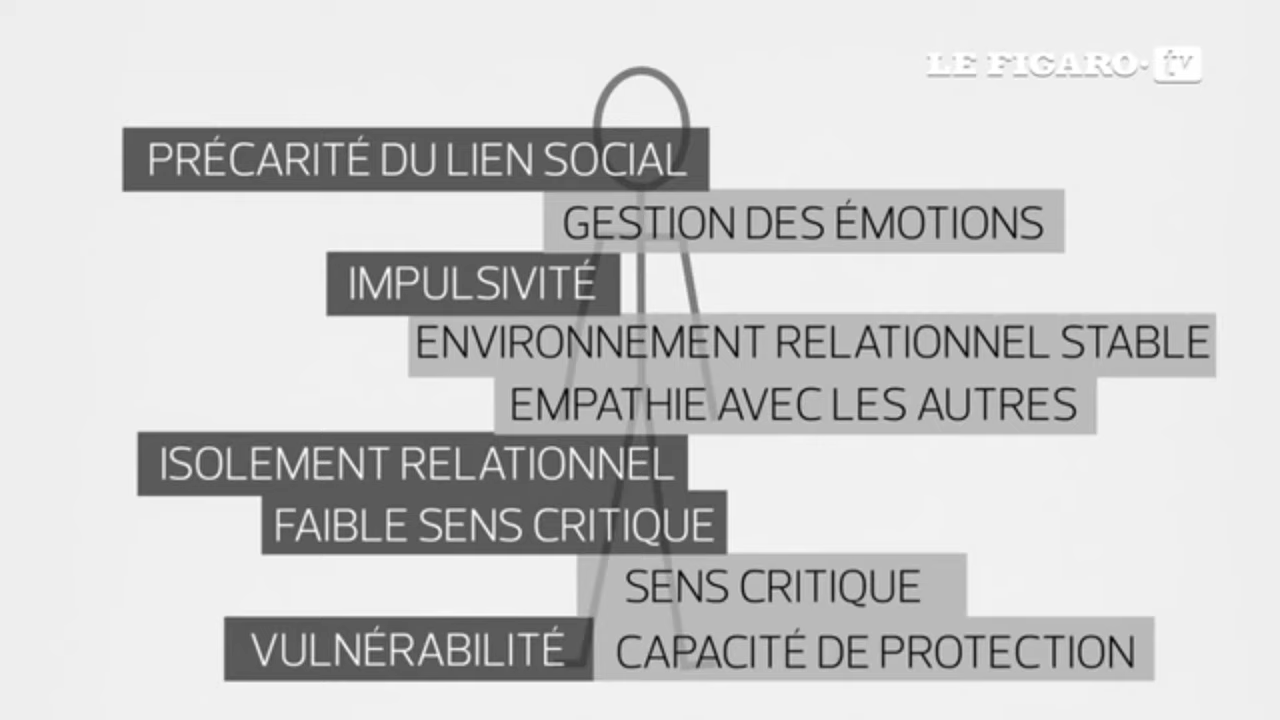 LE FIGARO·tv
PRÉCARITÉ DU LIEN SOCIAL
GESTION DES ÉMOTIONS
IMPULSIVITÉ
ENVIRONNEMENT RELATIONNEL STABLE
EMPATHIE AVEC LES AUTRES
ISOLEMENT RELATIONNEL
FAIBLE SENS CRITIQUE
SENS CRITIQUE
VULNÉRABILITÉ CAPACITÉ DE PROTECTION